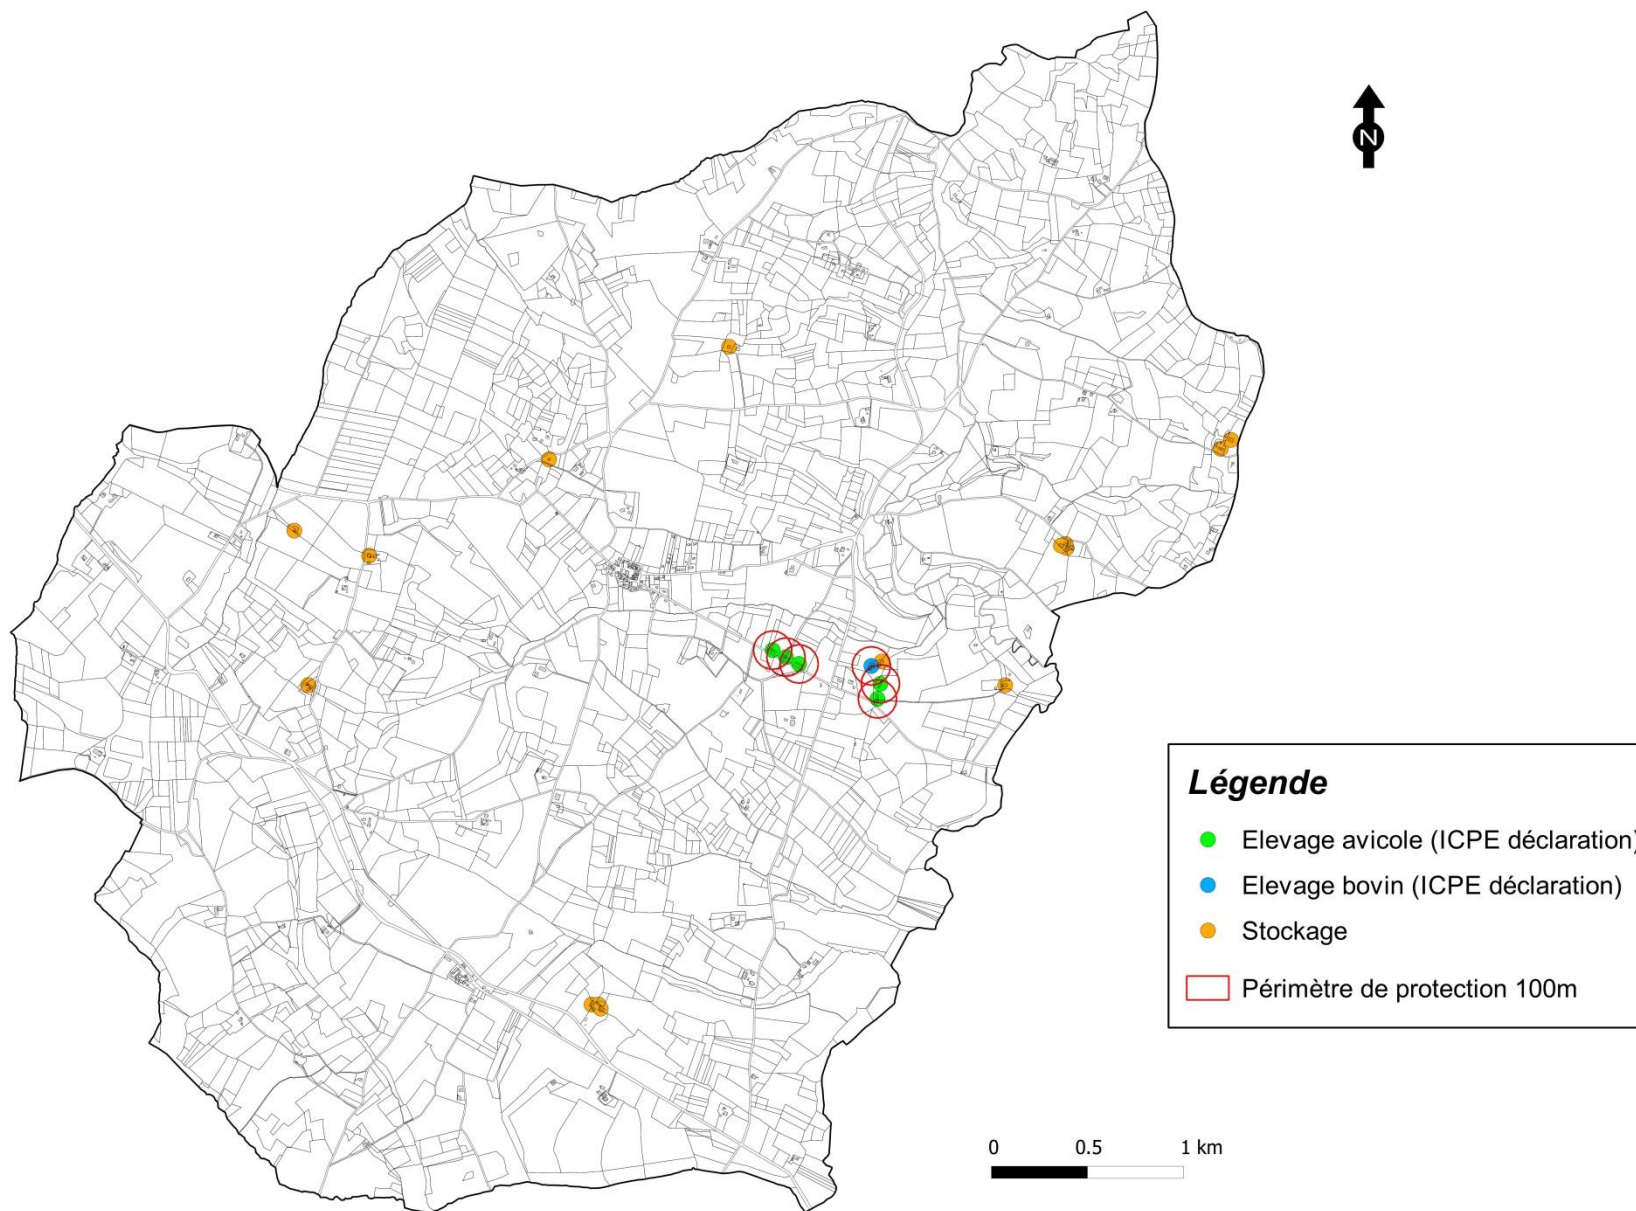 N
Légende
Elevage avicole (ICPE déclaration)
Elevage bovin (ICPE déclaration)
Stockage
Périmètre de protection 100m
0 0.5 1 km